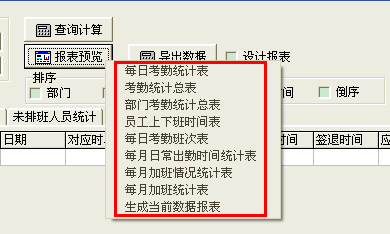 查询计算
报表预览
导出数据
设计报表
排序
部门
时间
倒序
每日考勤统计表
考勤统计总表
部门考勤统计总表
员工上下班时间表
每日考勤班次表
每月日常出勤时间统计表
每月加班情况统计表
每月加班统计表
生成当前数据报表
未排班人员统计
日期
对应时
时间
签退时间
应